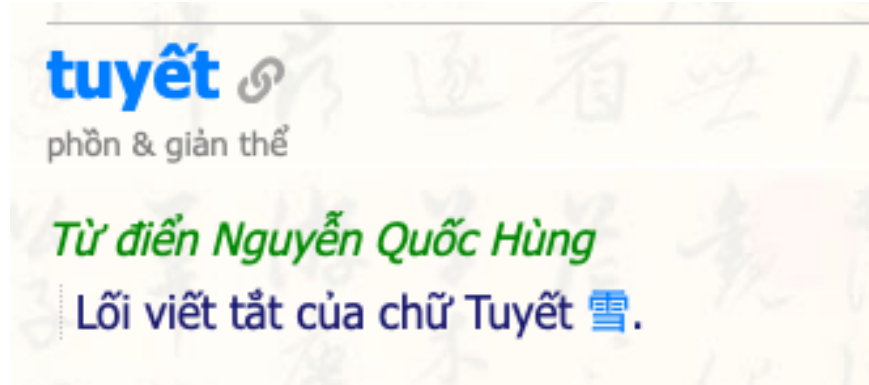 tuyết
phồn & giản thể
Từ điển Nguyễn Quốc Hùng
Lối viết tắt của chữ Tuyết 雪.